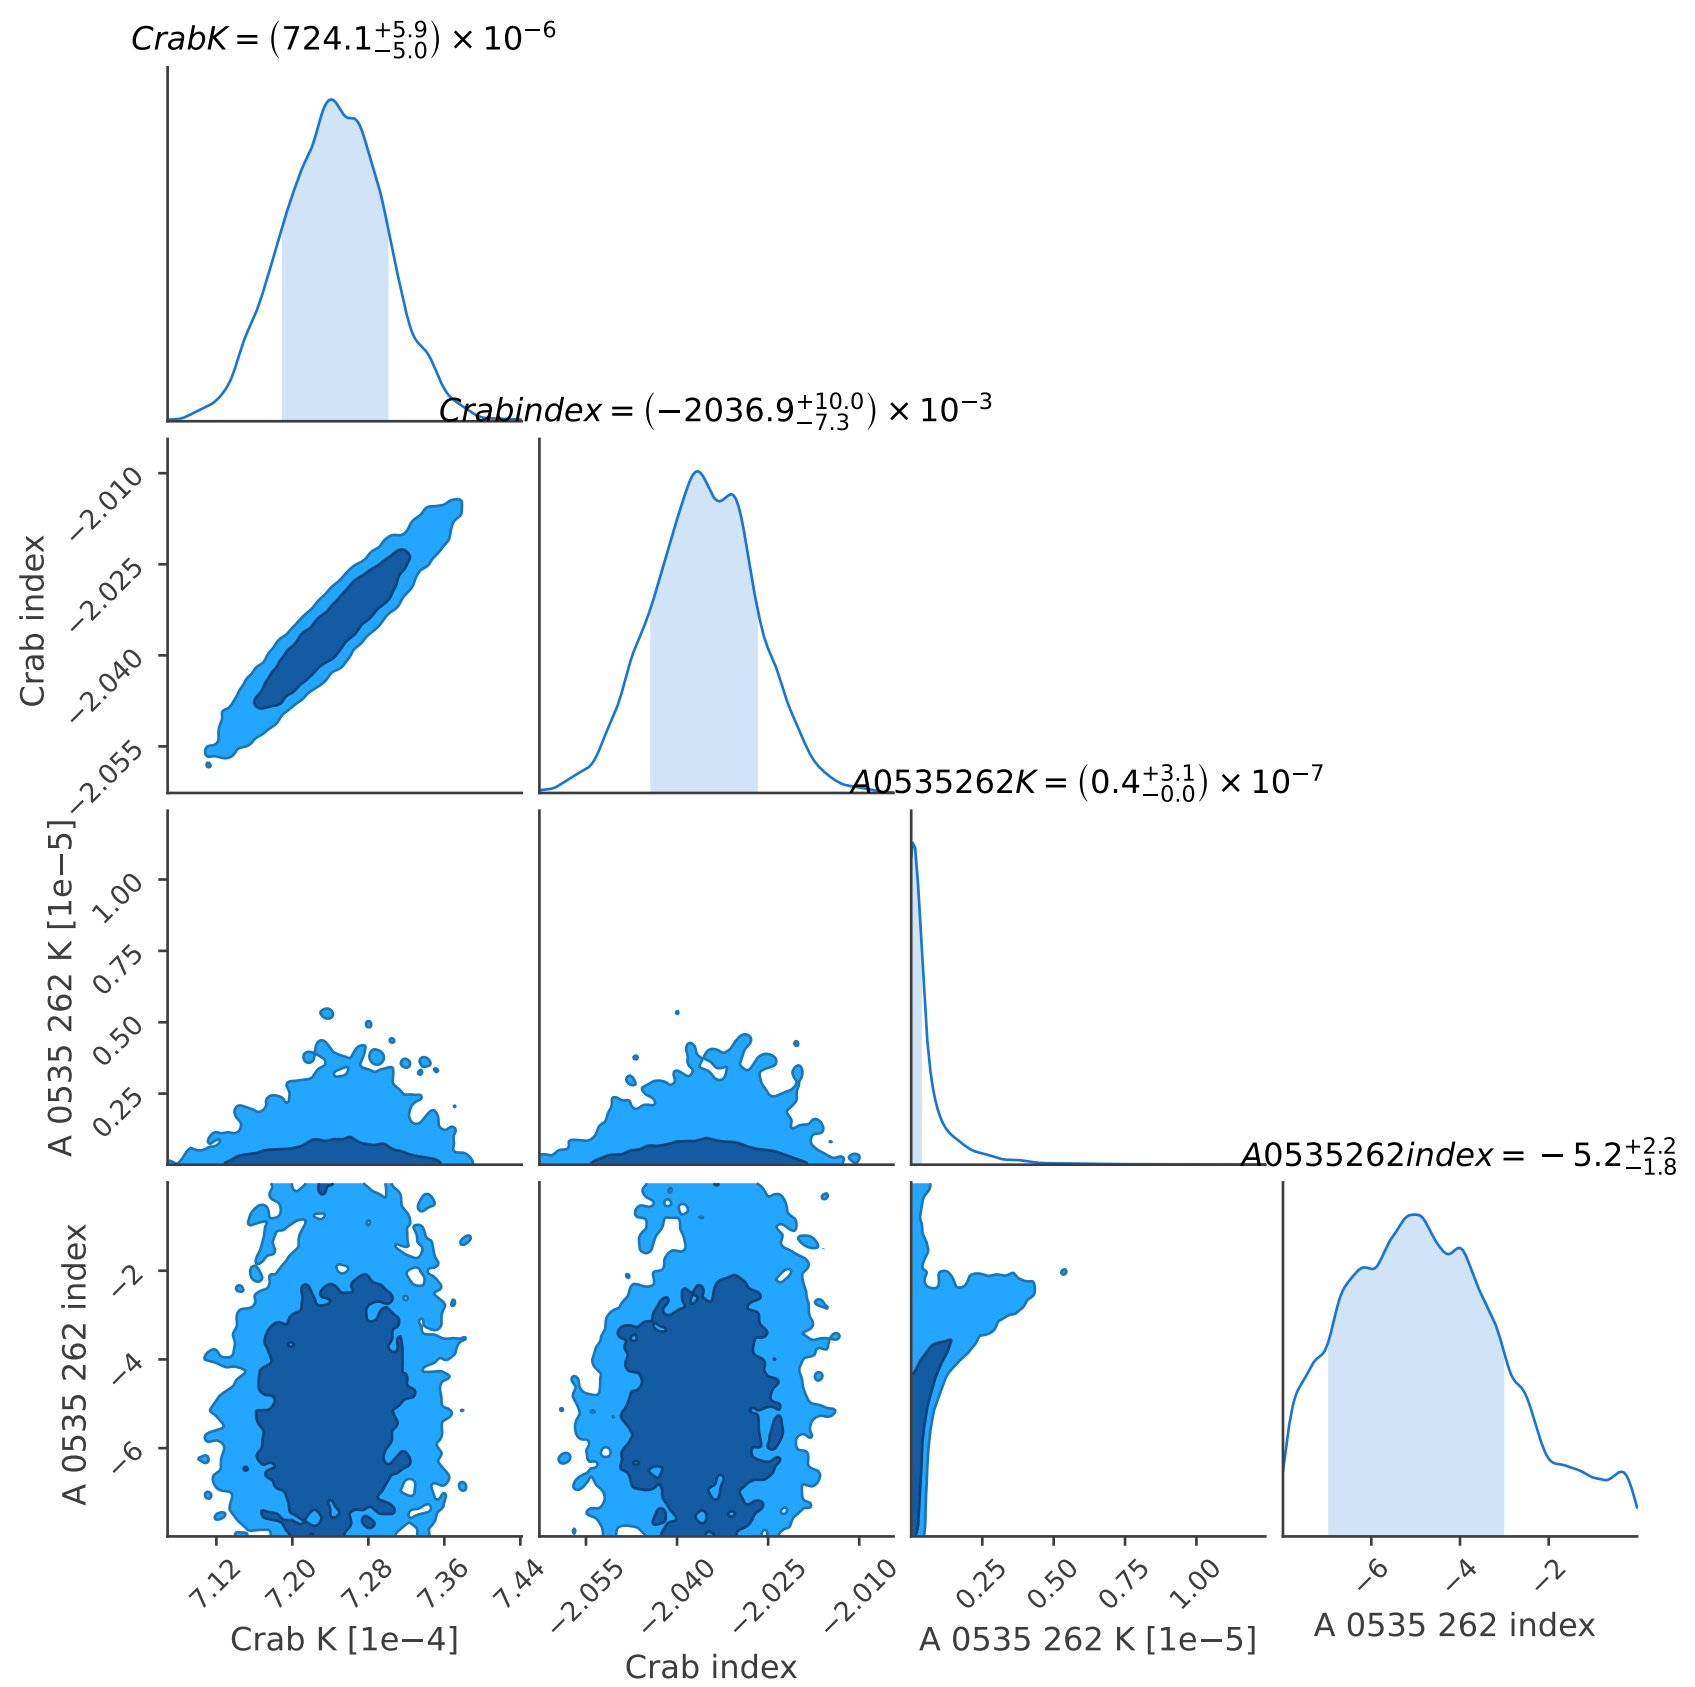 CrabK = (724.1 +5.9 −5.0) × 10−6
Crabindex = (−2036.9 +10.0 −7.3) × 10−3
−2.010
−2.025
−2.040
−2.055
Crab index
A0535262K = (0.4 +3.1 −0.0) × 10−7
1.00
0.75
0.50
0.25
A 0535 262 K [1e−5]
A0535262index = − 5.2 +2.2 −1.8
−2
−4
−6
A 0535 262 index
7.12 7.20 7.28 7.36 7.44
−2.055 −2.040 −2.025 −2.010
0.25 0.50 0.75 1.00
−6 −4 −2
Crab K [1e−4]
Crab index
A 0535 262 K [1e−5]
A 0535 262 index